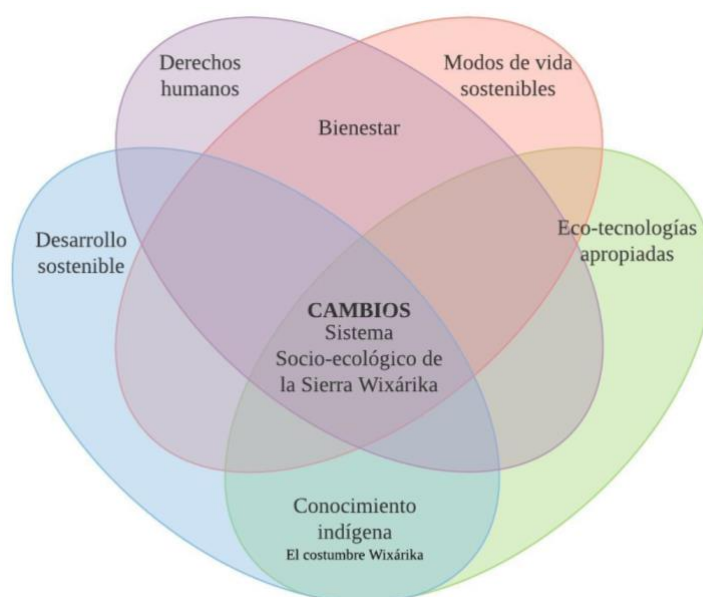 Derechos
humanos
Modos de vida
sostenibles
Bienestar
Desarrollo
sostenible
Eco-tecnologías
apropiadas
CAMBIOS
Sistema
Socio-ecológico de
la Sierra Wixárika
Conocimiento
indígena
El costumbre Wixárika